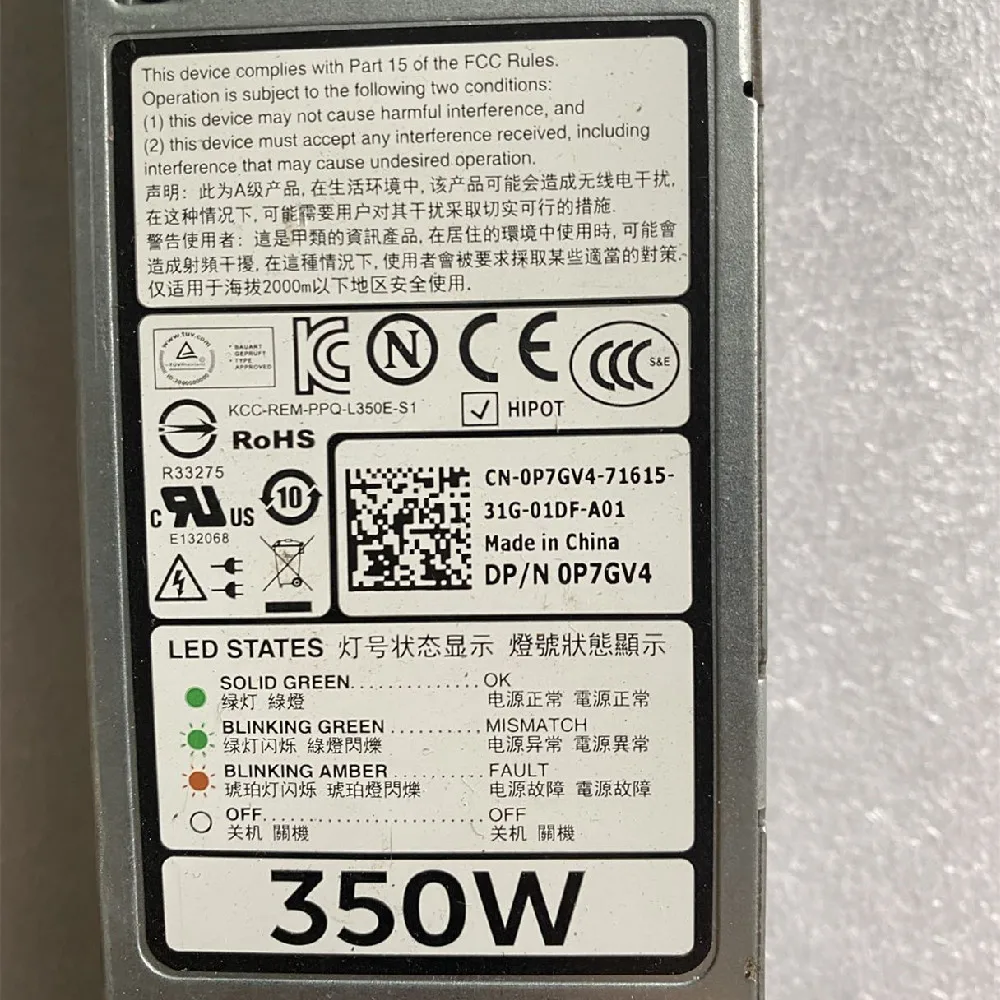 This device complies with Part 15 of the FCC Rules.
Operation is subject to the following two conditions:
(1) this device may not cause harmful interference, and
(2) this device must accept any interference received, including
interference that may cause undesired operation.
声明: 此为A级产品, 在生活环境中, 该产品可能会造成无线电干扰,
在这种情况下, 可能需要用户对其干扰采取切实可行的措施.
警告使用者: 這是甲類的資訊產品, 在居住的環境中使用時, 可能會
造成射頻干擾, 在這種情況下, 使用者會被要求採取某些適當的對策.
仅适用于海拔2000m以下地区安全使用.
www.tuv.com
BAUART
GEPRUFT
TYPE
APPROVED
N
CE
CCC S&E
KCC-REM-PPQ-L350E-S1
✓ HIPOT
RoHS
R33275
C RU US
10
E132068
CN-0P7GV4-71615-
31G-01DF-A01
Made in China
DP/N 0P7GV4
LED STATES 灯号状态显示 燈號狀態顯示
SOLID GREEN.............. OK
绿灯 綠燈 电源正常 電源正常
BLINKING GREEN .......... MISMATCH
绿灯闪烁 綠燈閃爍 电源异常 電源異常
BLINKING AMBER .......... FAULT
琥珀灯闪烁 琥珀燈閃爍 电源故障 電源故障
OFF........................ OFF
关机 關機 关机 關機
350W